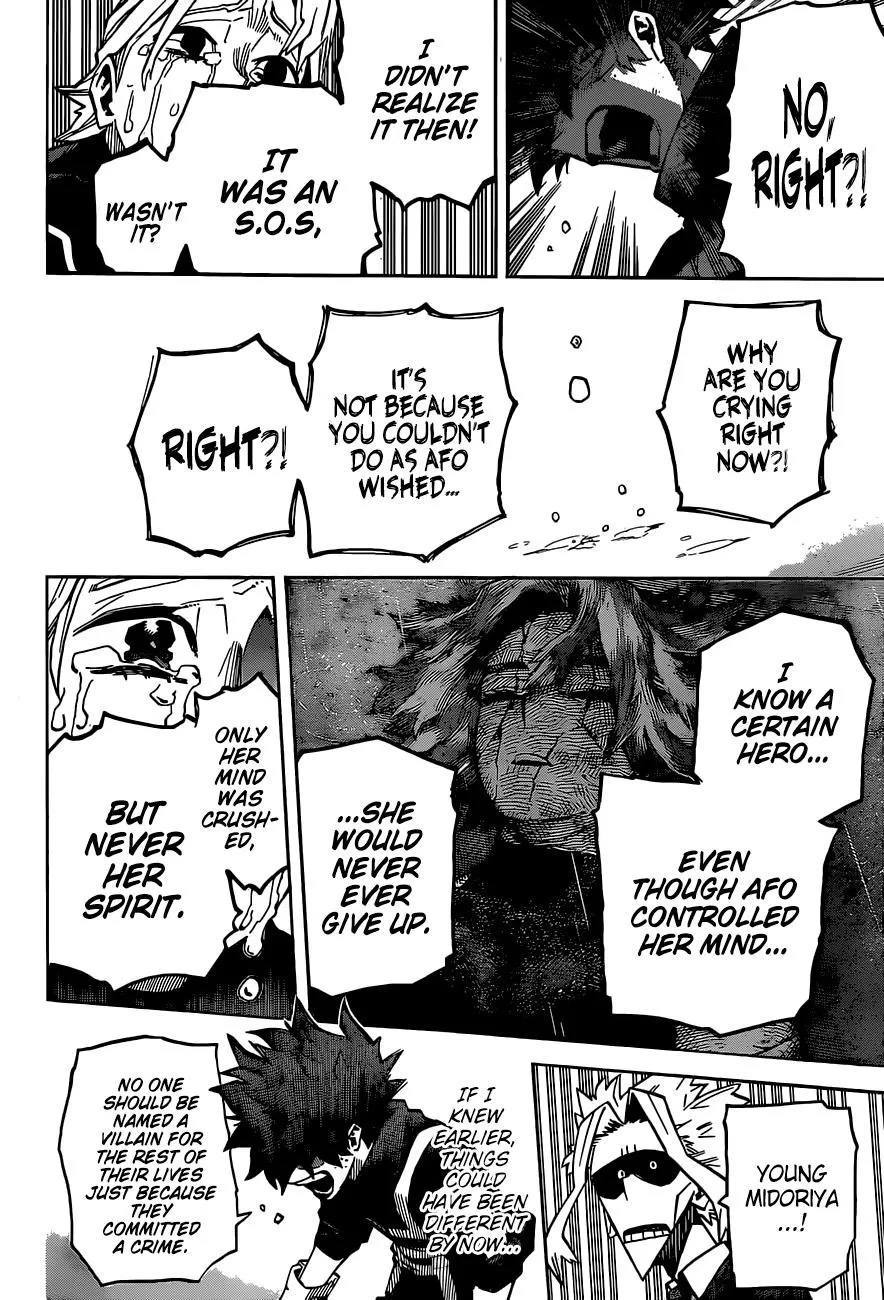 NO,
RIGHT?!
I
DIDN'T
REALIZE
IT THEN!
IT
WAS AN
S.O.S,
WASN'T
IT?
WHY
ARE YOU
CRYING
RIGHT
NOW?!
IT'S
NOT BECAUSE
YOU COULDN'T
DO AS AFO
WISHED...
RIGHT?!
I
KNOW A
CERTAIN
HERO...
EVEN
THOUGH AFO
CONTROLLED
HER MIND...
...SHE
WOULD
NEVER
EVER
GIVE UP.
ONLY
HER
MIND
WAS
CRUSH-
ED,
BUT
NEVER
HER
SPIRIT.
YOUNG
MIDORIYA
...!
IF I
KNEW
EARLIER,
THINGS
COULD
HAVE BEEN
DIFFERENT
BY NOW...
NO ONE
SHOULD BE
NAMED A
VILLAIN FOR
THE REST OF
THEIR LIVES
JUST BECAUSE
THEY
COMMITTED
A CRIME.